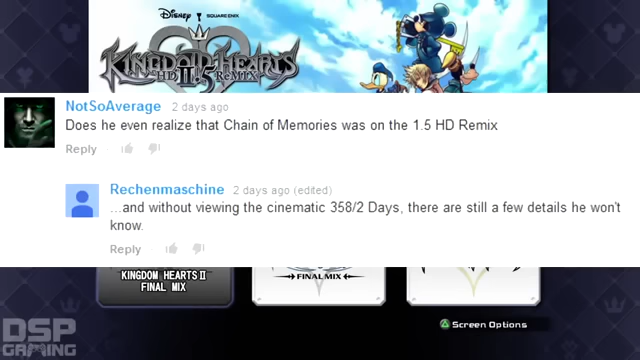 Disney SQUARE ENIX
KINGDOM HEARTS
HD II.5 ReMIX
NotSoAverage 2 days ago
Does he even realize that Chain of Memories was on the 1.5 HD Remix
Reply
Rechenmaschine 2 days ago (edited)
...and without viewing the cinematic 358/2 Days, there are still a few details he won't
know.
Reply
KINGDOM HEARTS II
FINAL MIX
FINAL MIX
Screen Options
DSP
GAMING